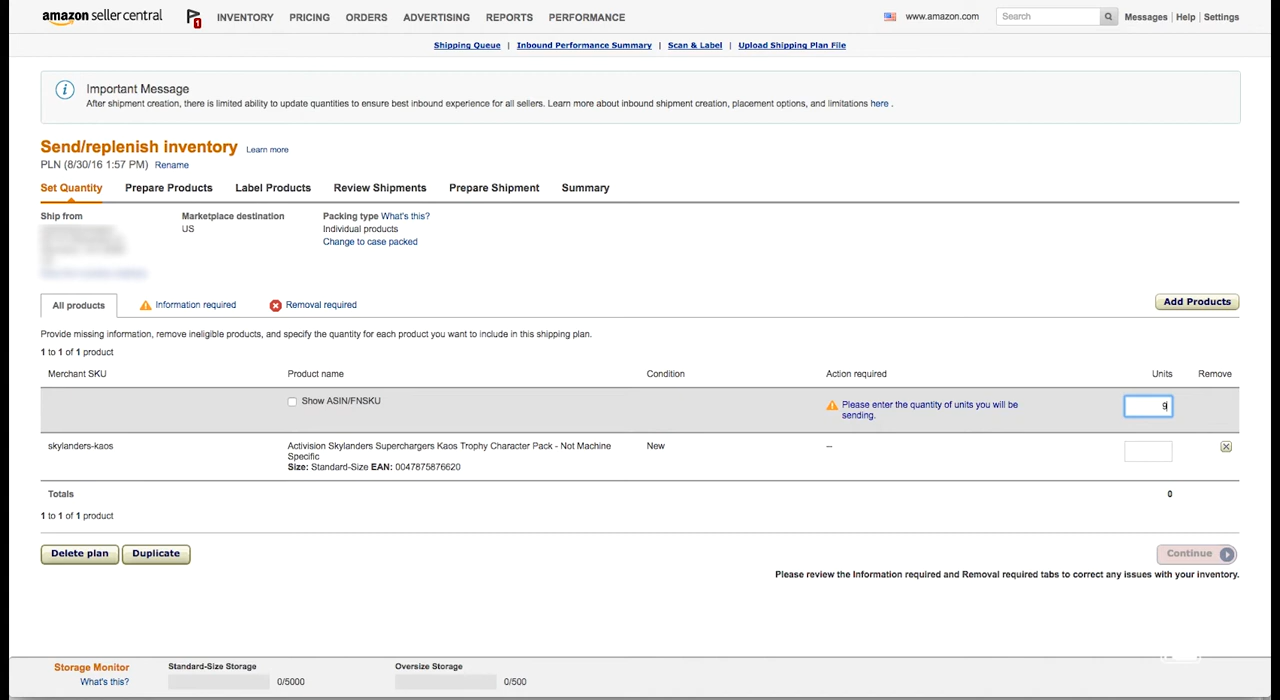 amazon seller central 1 INVENTORY PRICING ORDERS ADVERTISING REPORTS PERFORMANCE www.amazon.com Search Messages | Help | Settings
Shipping Queue | Inbound Performance Summary | Scan & Label | Upload Shipping Plan File
Important Message
After shipment creation, there is limited ability to update quantities to ensure best inbound experience for all sellers. Learn more about inbound shipment creation, placement options, and limitations here .
Send/replenish inventory Learn more
PLN (8/30/16 1:57 PM) Rename
Set Quantity Prepare Products Label Products Review Shipments Prepare Shipment Summary
Ship from Marketplace destination Packing type What's this?
US Individual products
Change to case packed
All products Information required Removal required Add Products
Provide missing information, remove ineligible products, and specify the quantity for each product you want to include in this shipping plan.
1 to 1 of 1 product
Merchant SKU Product name Condition Action required Units Remove
Show ASIN/FNSKU Please enter the quantity of units you will be 9
sending.
skylanders-kaos Activision Skylanders Superchargers Kaos Trophy Character Pack - Not Machine New --
Specific
Size: Standard-Size EAN: 0047875876620
Totals 0
1 to 1 of 1 product
Delete plan Duplicate Continue
Please review the Information required and Removal required tabs to correct any issues with your inventory.
Storage Monitor Standard-Size Storage Oversize Storage
What's this? 0/5000 0/500